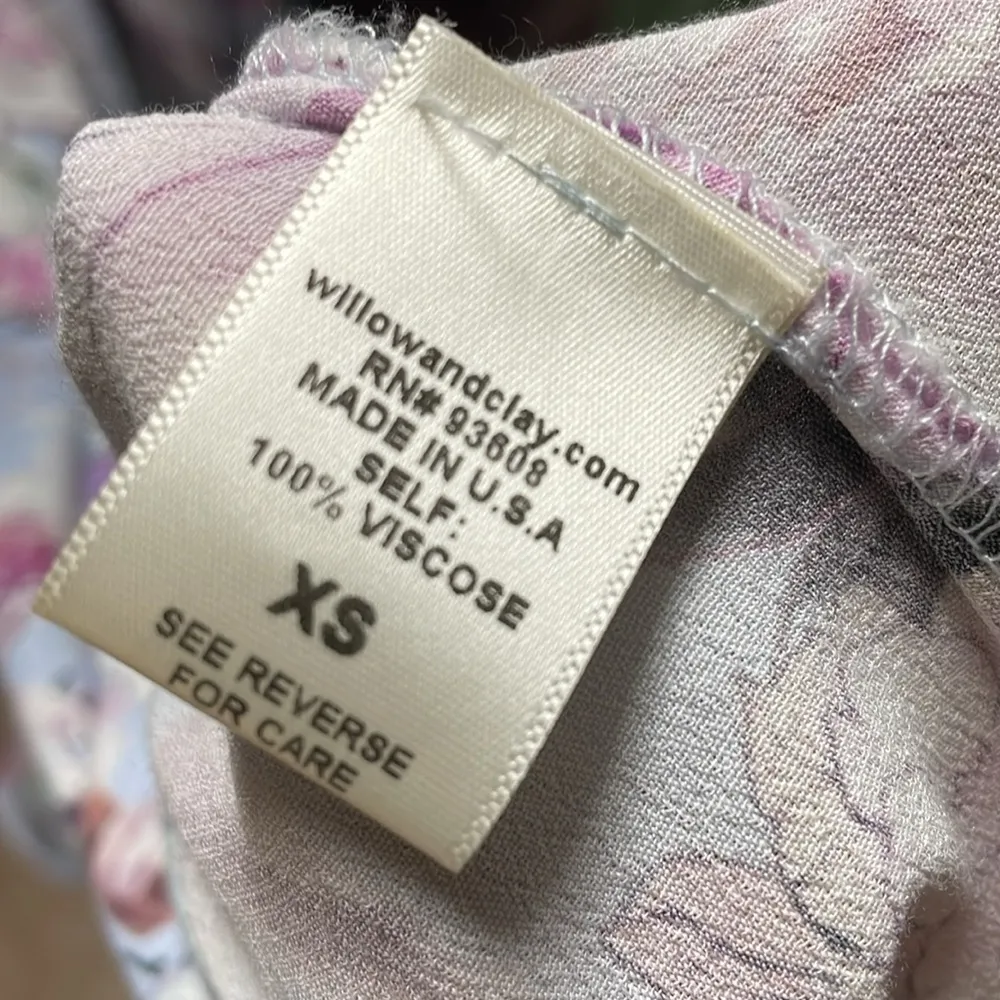 willowandclay.com
RN# 93608
MADE IN U.S.A
SELF:
100% VISCOSE
XS
SEE REVERSE
FOR CARE